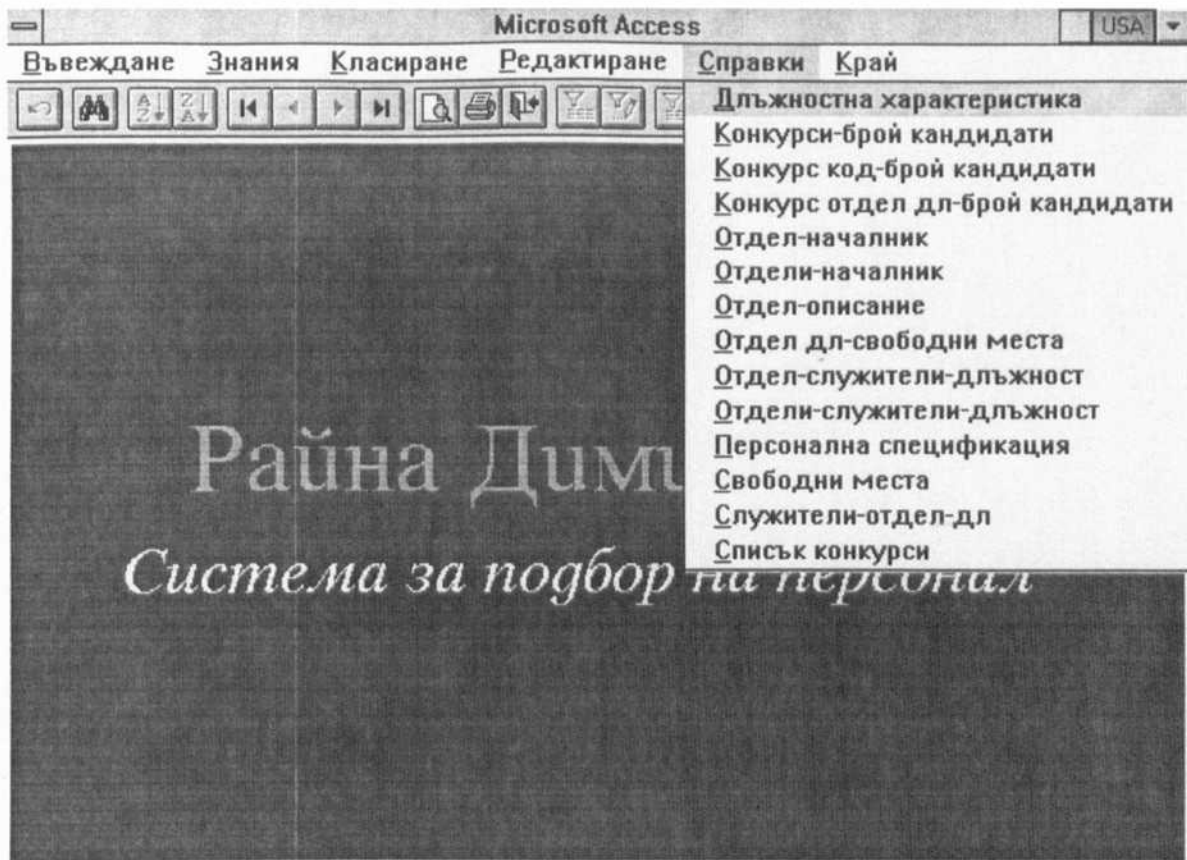 Microsoft Access
USA
Въвеждане Знания Класиране Редактиране Справки Край
Длъжностна характеристика
Конкурси-брой кандидати
Конкурс код-брой кандидати
Конкурс отдел дл-брой кандидати
Отдел-началник
Отдели-началник
Отдел-описание
Отдел дл-свободни места
Отдел-служители-длъжност
Отдели-служители-длъжност
Персонална спецификация
Свободни места
Служители-отдел-дл
Списък конкурси
Райна
Система за подбор на персонал